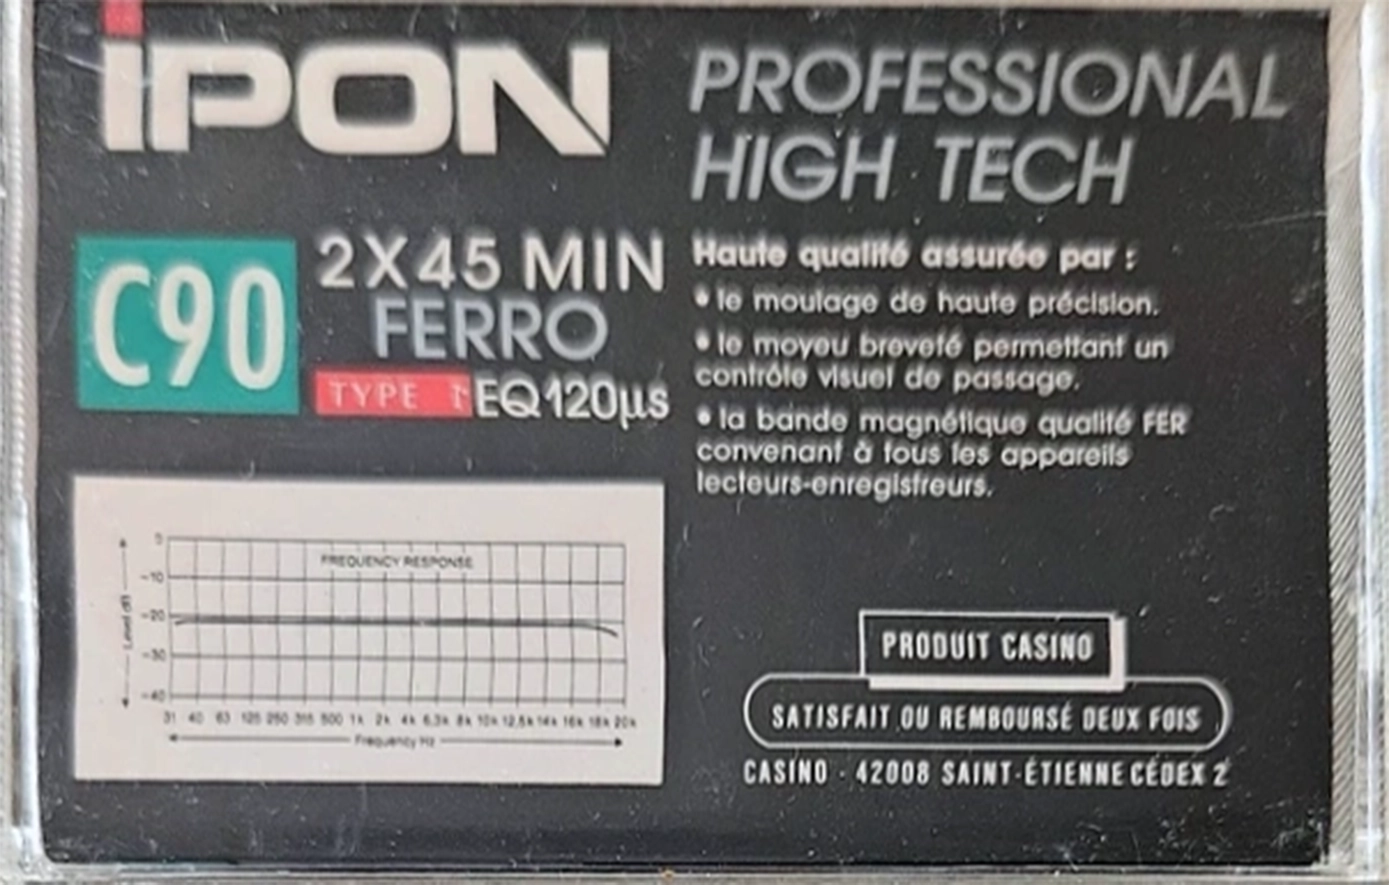 iPON
PROFESSIONAL
HIGH TECH
C90
2X45 MIN
FERRO
TYPE I EQ120µs
Haute qualité assurée par :
• le moulage de haute précision.
• le moyeu breveté permettant un
contrôle visuel de passage.
• la bande magnétique qualité FER
convenant à tous les appareils
lecteurs-enregistreurs.
FREQUENCY RESPONSE
Level dB
-10
-20
-30
-40
31 40 63 125 250 315 500 1k 2k 4k 6,3k 8k 10k 12,5k 14k 16k 18k 20k
Frequency Hz
PRODUIT CASINO
SATISFAIT OU REMBOURSÉ DEUX FOIS
CASINO - 42008 SAINT-ÉTIENNE CÉDEX 2